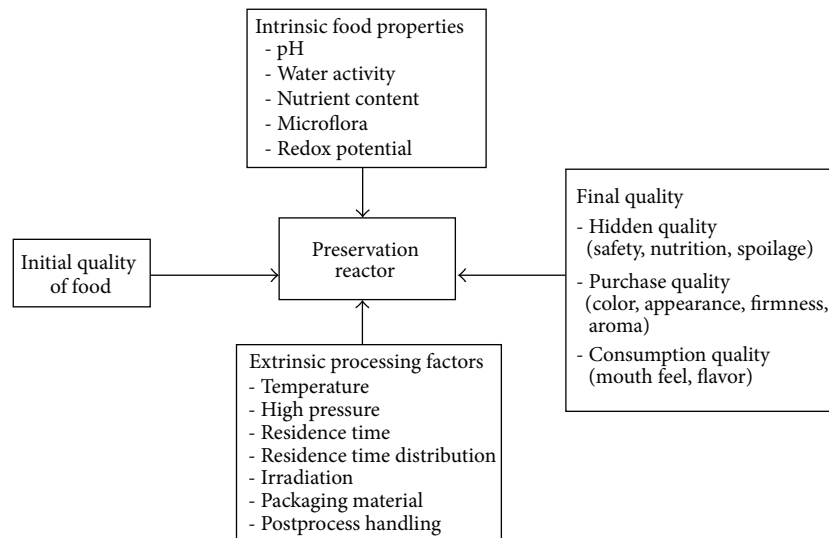 Intrinsic food properties
- pH
- Water activity
- Nutrient content
- Microflora
- Redox potential
Initial quality
of food
Preservation
reactor
Final quality
- Hidden quality
(safety, nutrition, spoilage)
- Purchase quality
(color, appearance, firmness,
aroma)
- Consumption quality
(mouth feel, flavor)
Extrinsic processing factors
- Temperature
- High pressure
- Residence time
- Residence time distribution
- Irradiation
- Packaging material
- Postprocess handling